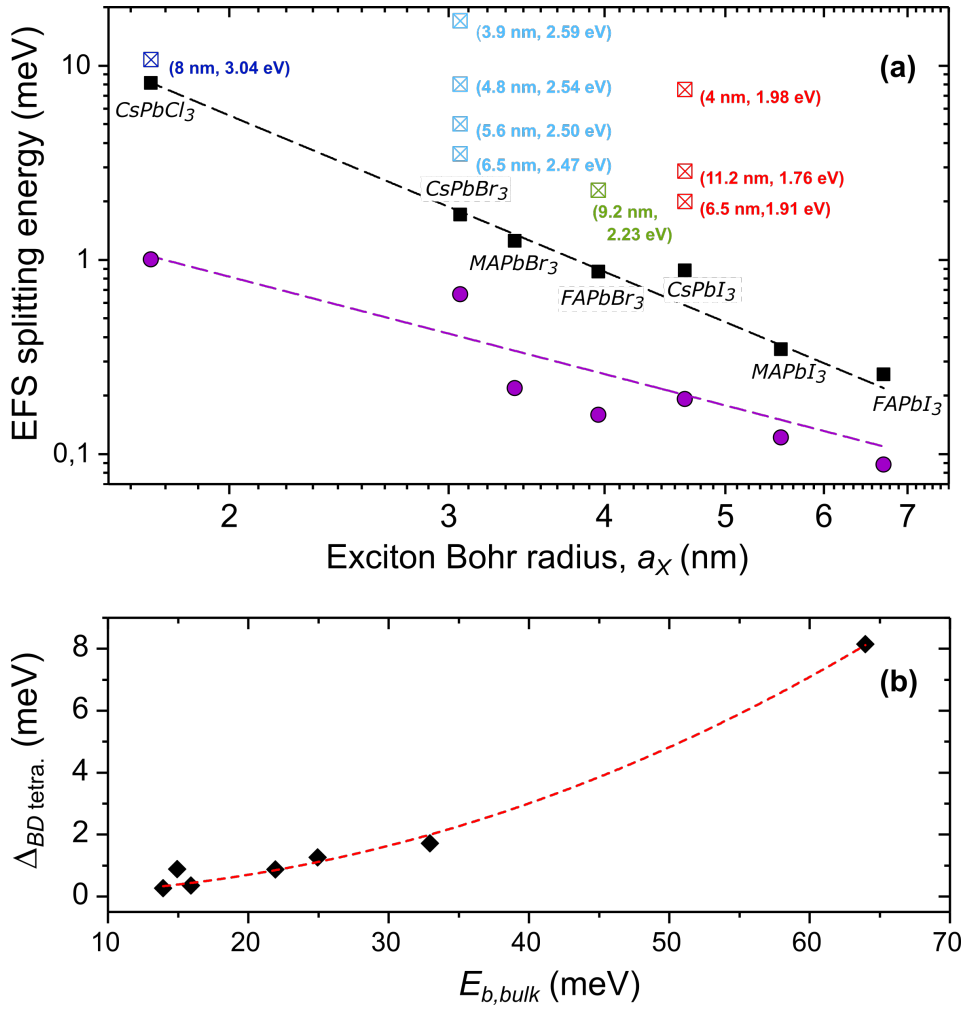 EFS splitting energy (meV)
10
1
0,1
(a)
(3.9 nm, 2.59 eV)
(8 nm, 3.04 eV)
(4.8 nm, 2.54 eV)
(4 nm, 1.98 eV)
CsPbCl3
(5.6 nm, 2.50 eV)
(6.5 nm, 2.47 eV)
(11.2 nm, 1.76 eV)
CsPbBr3
(9.2 nm,
2.23 eV)
(6.5 nm,1.91 eV)
MAPbBr3
FAPbBr3
CsPbI3
MAPbI3
FAPbI3
2 3 4 5 6 7
Exciton Bohr radius, aX (nm)
ΔBD tetra. (meV)
8
6
4
2
0
(b)
10 20 30 40 50 60 70
Eb,bulk (meV)